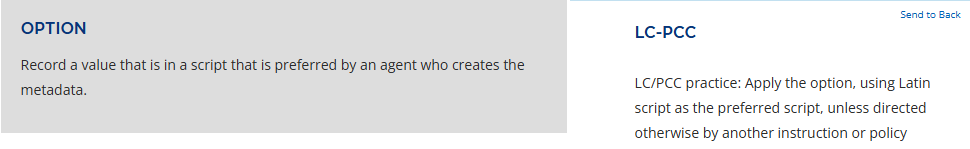 OPTION
Record a value that is in a script that is preferred by an agent who creates the
metadata.
Send to Back
LC-PCC
LC/PCC practice: Apply the option, using Latin
script as the preferred script, unless directed
otherwise by another instruction or policy